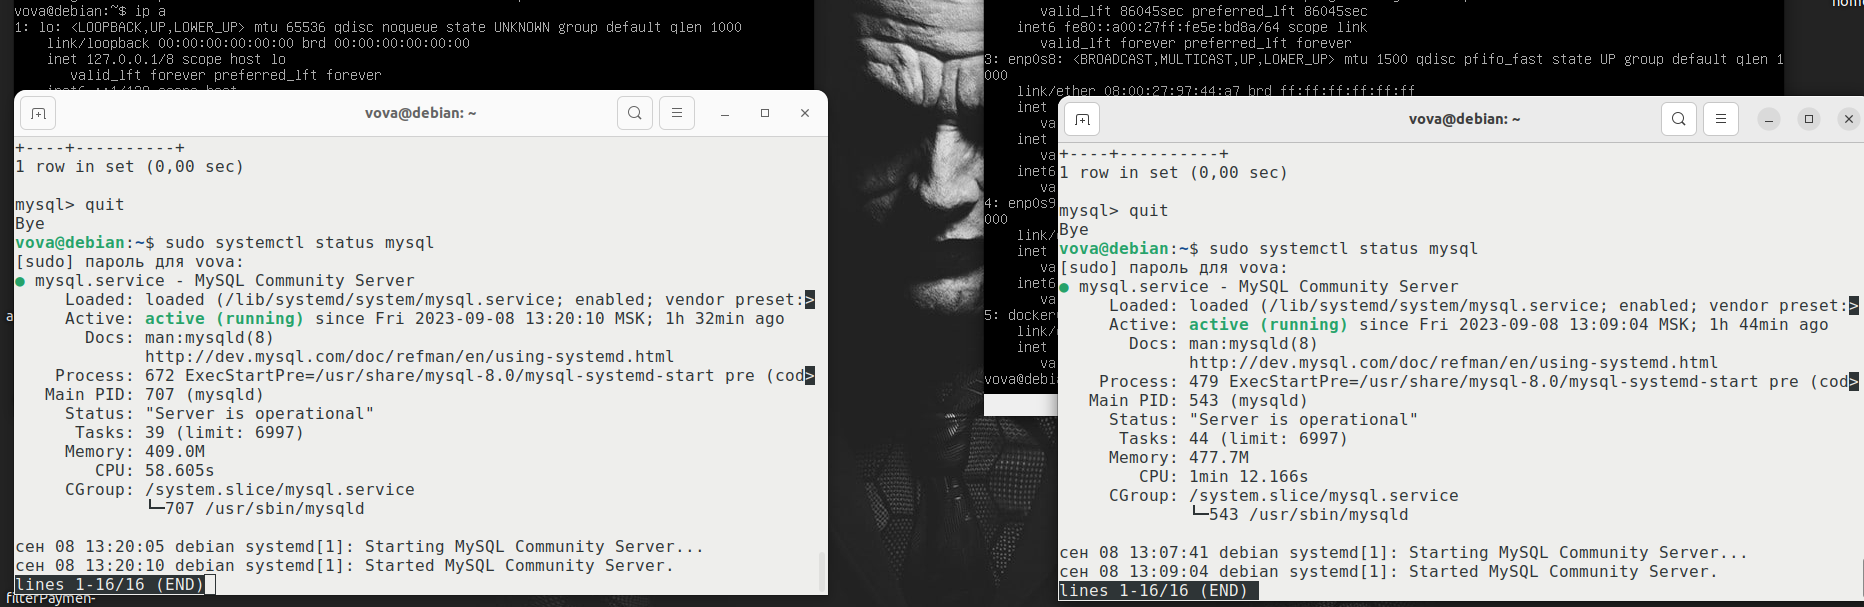 vova@debian:~$ ip a
1: lo: <LOOPBACK,UP,LOWER_UP> mtu 65536 qdisc noqueue state UNKNOWN group default qlen 1000
link/loopback 00:00:00:00:00:00 brd 00:00:00:00:00:00
inet 127.0.0.1/8 scope host lo
valid_lft forever preferred_lft forever
vova@debian: ~
+----+----------+
1 row in set (0,00 sec)
mysql> quit
Bye
vova@debian:~$ sudo systemctl status mysql
[sudo] пароль для vova:
● mysql.service - MySQL Community Server
Loaded: loaded (/lib/systemd/system/mysql.service; enabled; vendor preset:>
Active: active (running) since Fri 2023-09-08 13:20:10 MSK; 1h 32min ago
Docs: man:mysqld(8)
http://dev.mysql.com/doc/refman/en/using-systemd.html
Process: 672 ExecStartPre=/usr/share/mysql-8.0/mysql-systemd-start pre (cod>
Main PID: 707 (mysqld)
Status: "Server is operational"
Tasks: 39 (limit: 6997)
Memory: 409.0M
CPU: 58.605s
CGroup: /system.slice/mysql.service
└─707 /usr/sbin/mysqld
сен 08 13:20:05 debian systemd[1]: Starting MySQL Community Server...
сен 08 13:20:10 debian systemd[1]: Started MySQL Community Server.
lines 1-16/16 (END)
filterPaymen-
valid_lft 86045sec preferred_lft 86045sec
inet6 fe80::a00:27ff:fe5e:bd8a/64 scope link
valid_lft forever preferred_lft forever
3: enp0s8: <BROADCAST,MULTICAST,UP,LOWER_UP> mtu 1500 qdisc pfifo_fast state UP group default qlen 1
000
link/ether 08:00:27:97:44:a7 brd ff:ff:ff:ff:ff:ff
inet
va
inet
va
inet6
va
4: enp0s9
000
link/
inet
va
inet6
va
5: docker
link/
inet
va
vova@debia
vova@debian: ~
+----+----------+
1 row in set (0,00 sec)
mysql> quit
Bye
vova@debian:~$ sudo systemctl status mysql
[sudo] пароль для vova:
● mysql.service - MySQL Community Server
Loaded: loaded (/lib/systemd/system/mysql.service; enabled; vendor preset:>
Active: active (running) since Fri 2023-09-08 13:09:04 MSK; 1h 44min ago
Docs: man:mysqld(8)
http://dev.mysql.com/doc/refman/en/using-systemd.html
Process: 479 ExecStartPre=/usr/share/mysql-8.0/mysql-systemd-start pre (cod>
Main PID: 543 (mysqld)
Status: "Server is operational"
Tasks: 44 (limit: 6997)
Memory: 477.7M
CPU: 1min 12.166s
CGroup: /system.slice/mysql.service
└─543 /usr/sbin/mysqld
сен 08 13:07:41 debian systemd[1]: Starting MySQL Community Server...
сен 08 13:09:04 debian systemd[1]: Started MySQL Community Server.
lines 1-16/16 (END)